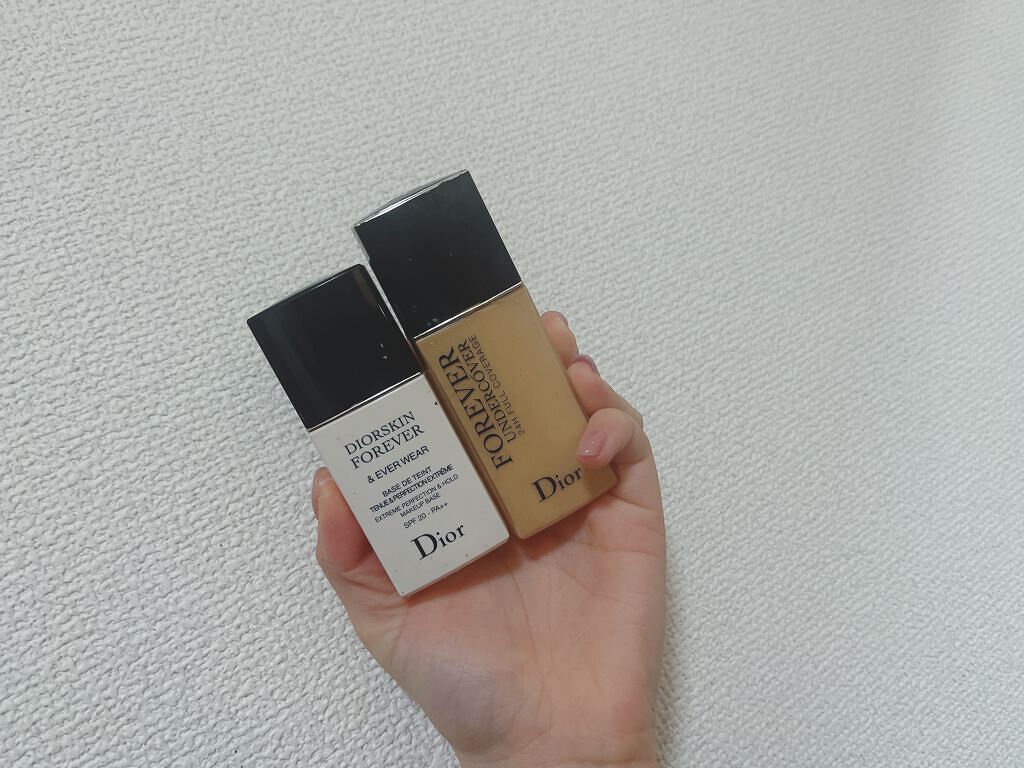 DIORSKIN
FOREVER
& EVER WEAR
BASE DE TEINT
TENUE & PERFECTION EXTRÊME
EXTREME PERFECTION & HOLD
MAKEUP BASE
SPF 20 - PA++
Dior
FOREVER
UNDERCOVER
24H FULL COVERAGE
Dior